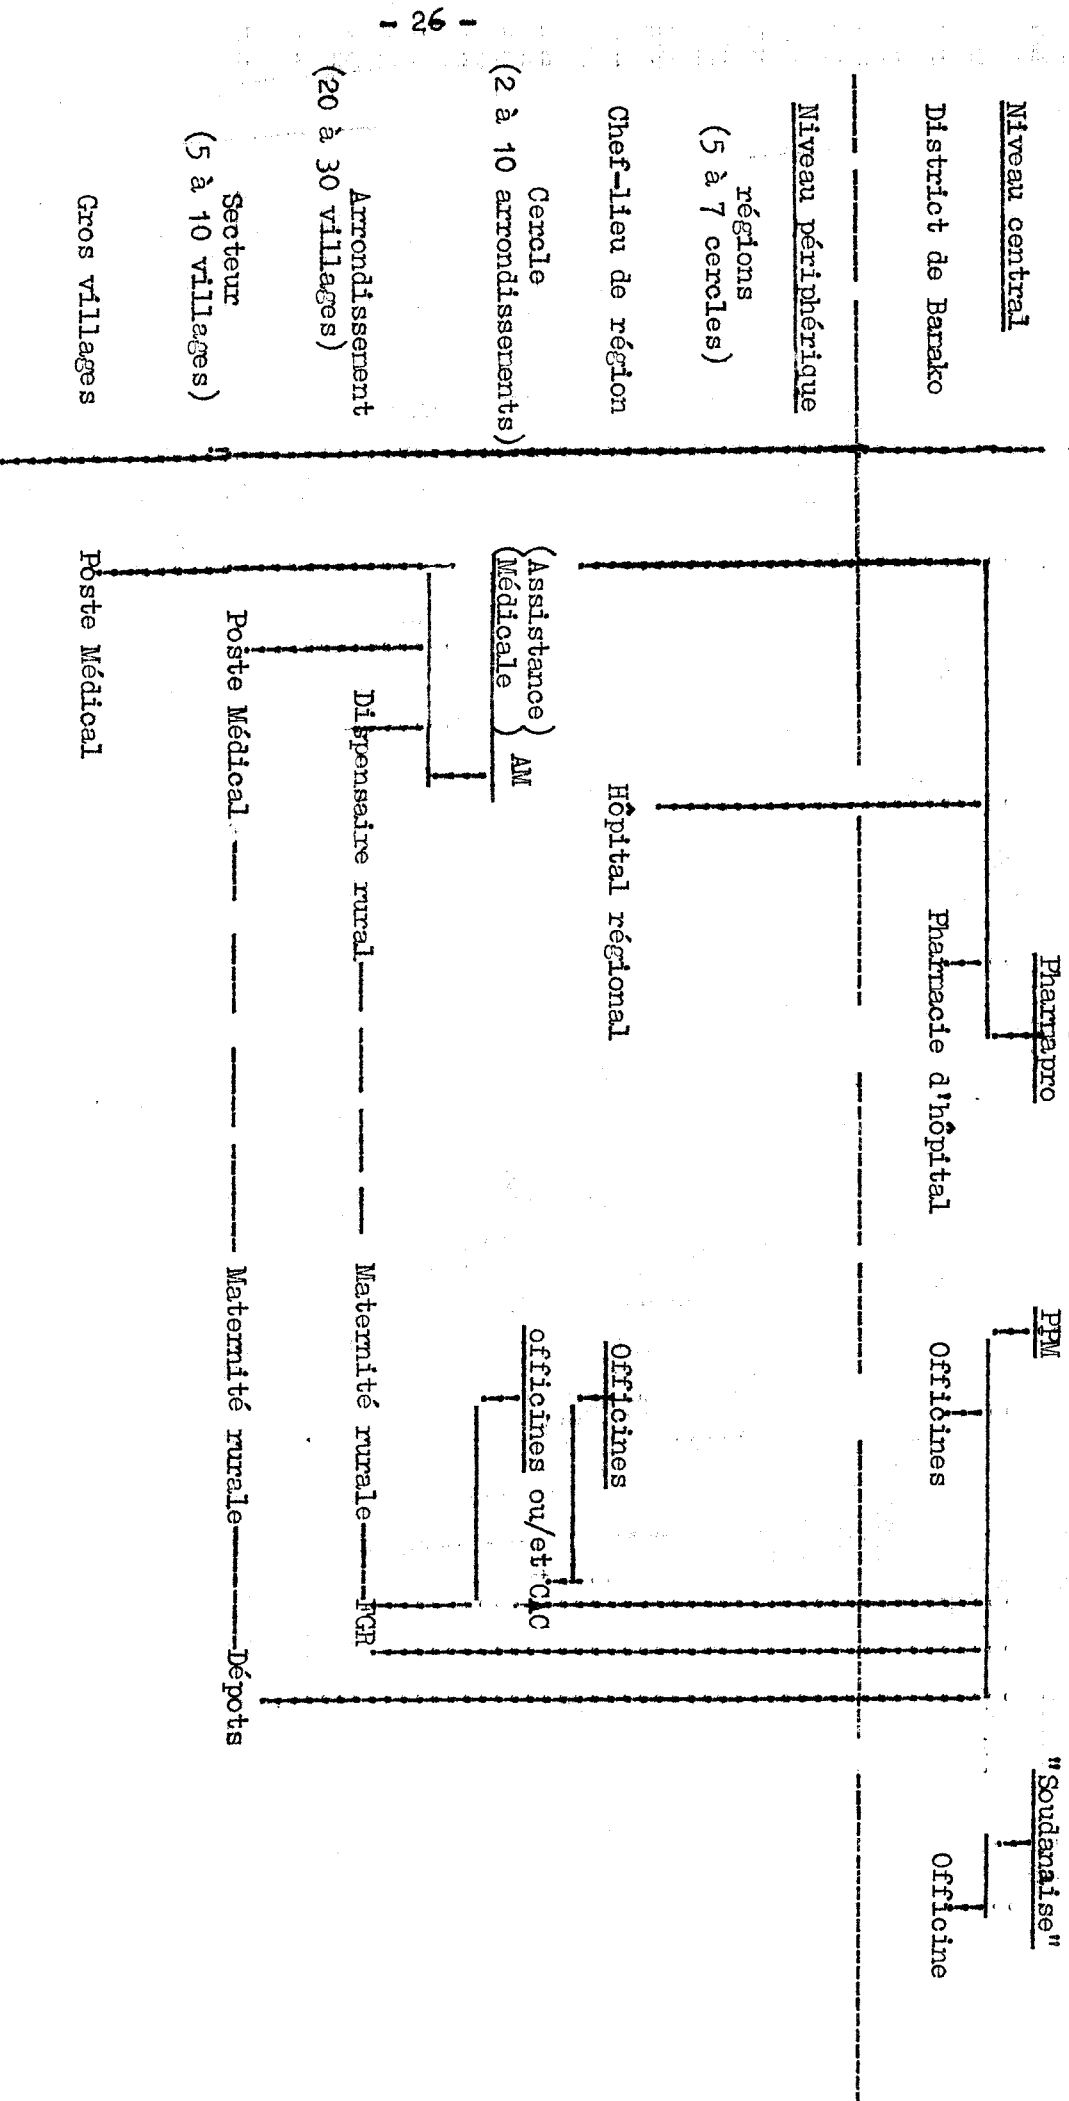 - 26 -
Niveau central
Pharmapro
PPM
"Soudanaise"
District de Bamako
Pharmacie d'hôpital
Officines
Officine
Niveau périphérique
régions
(5 à 7 cercles)
Chef-lieu de région
Hôpital régional
Officines
Cercle
(2 à 10 arrondissements)
(Assistance)
(Médicale)
AM
officines ou/et CAC
Arrondissement
(20 à 30 villages)
Dispensaire rural
Maternité rurale
FGR
Secteur
(5 à 10 villages)
Poste Médical
Maternité rurale
Dépots
Gros villages
Poste Médical